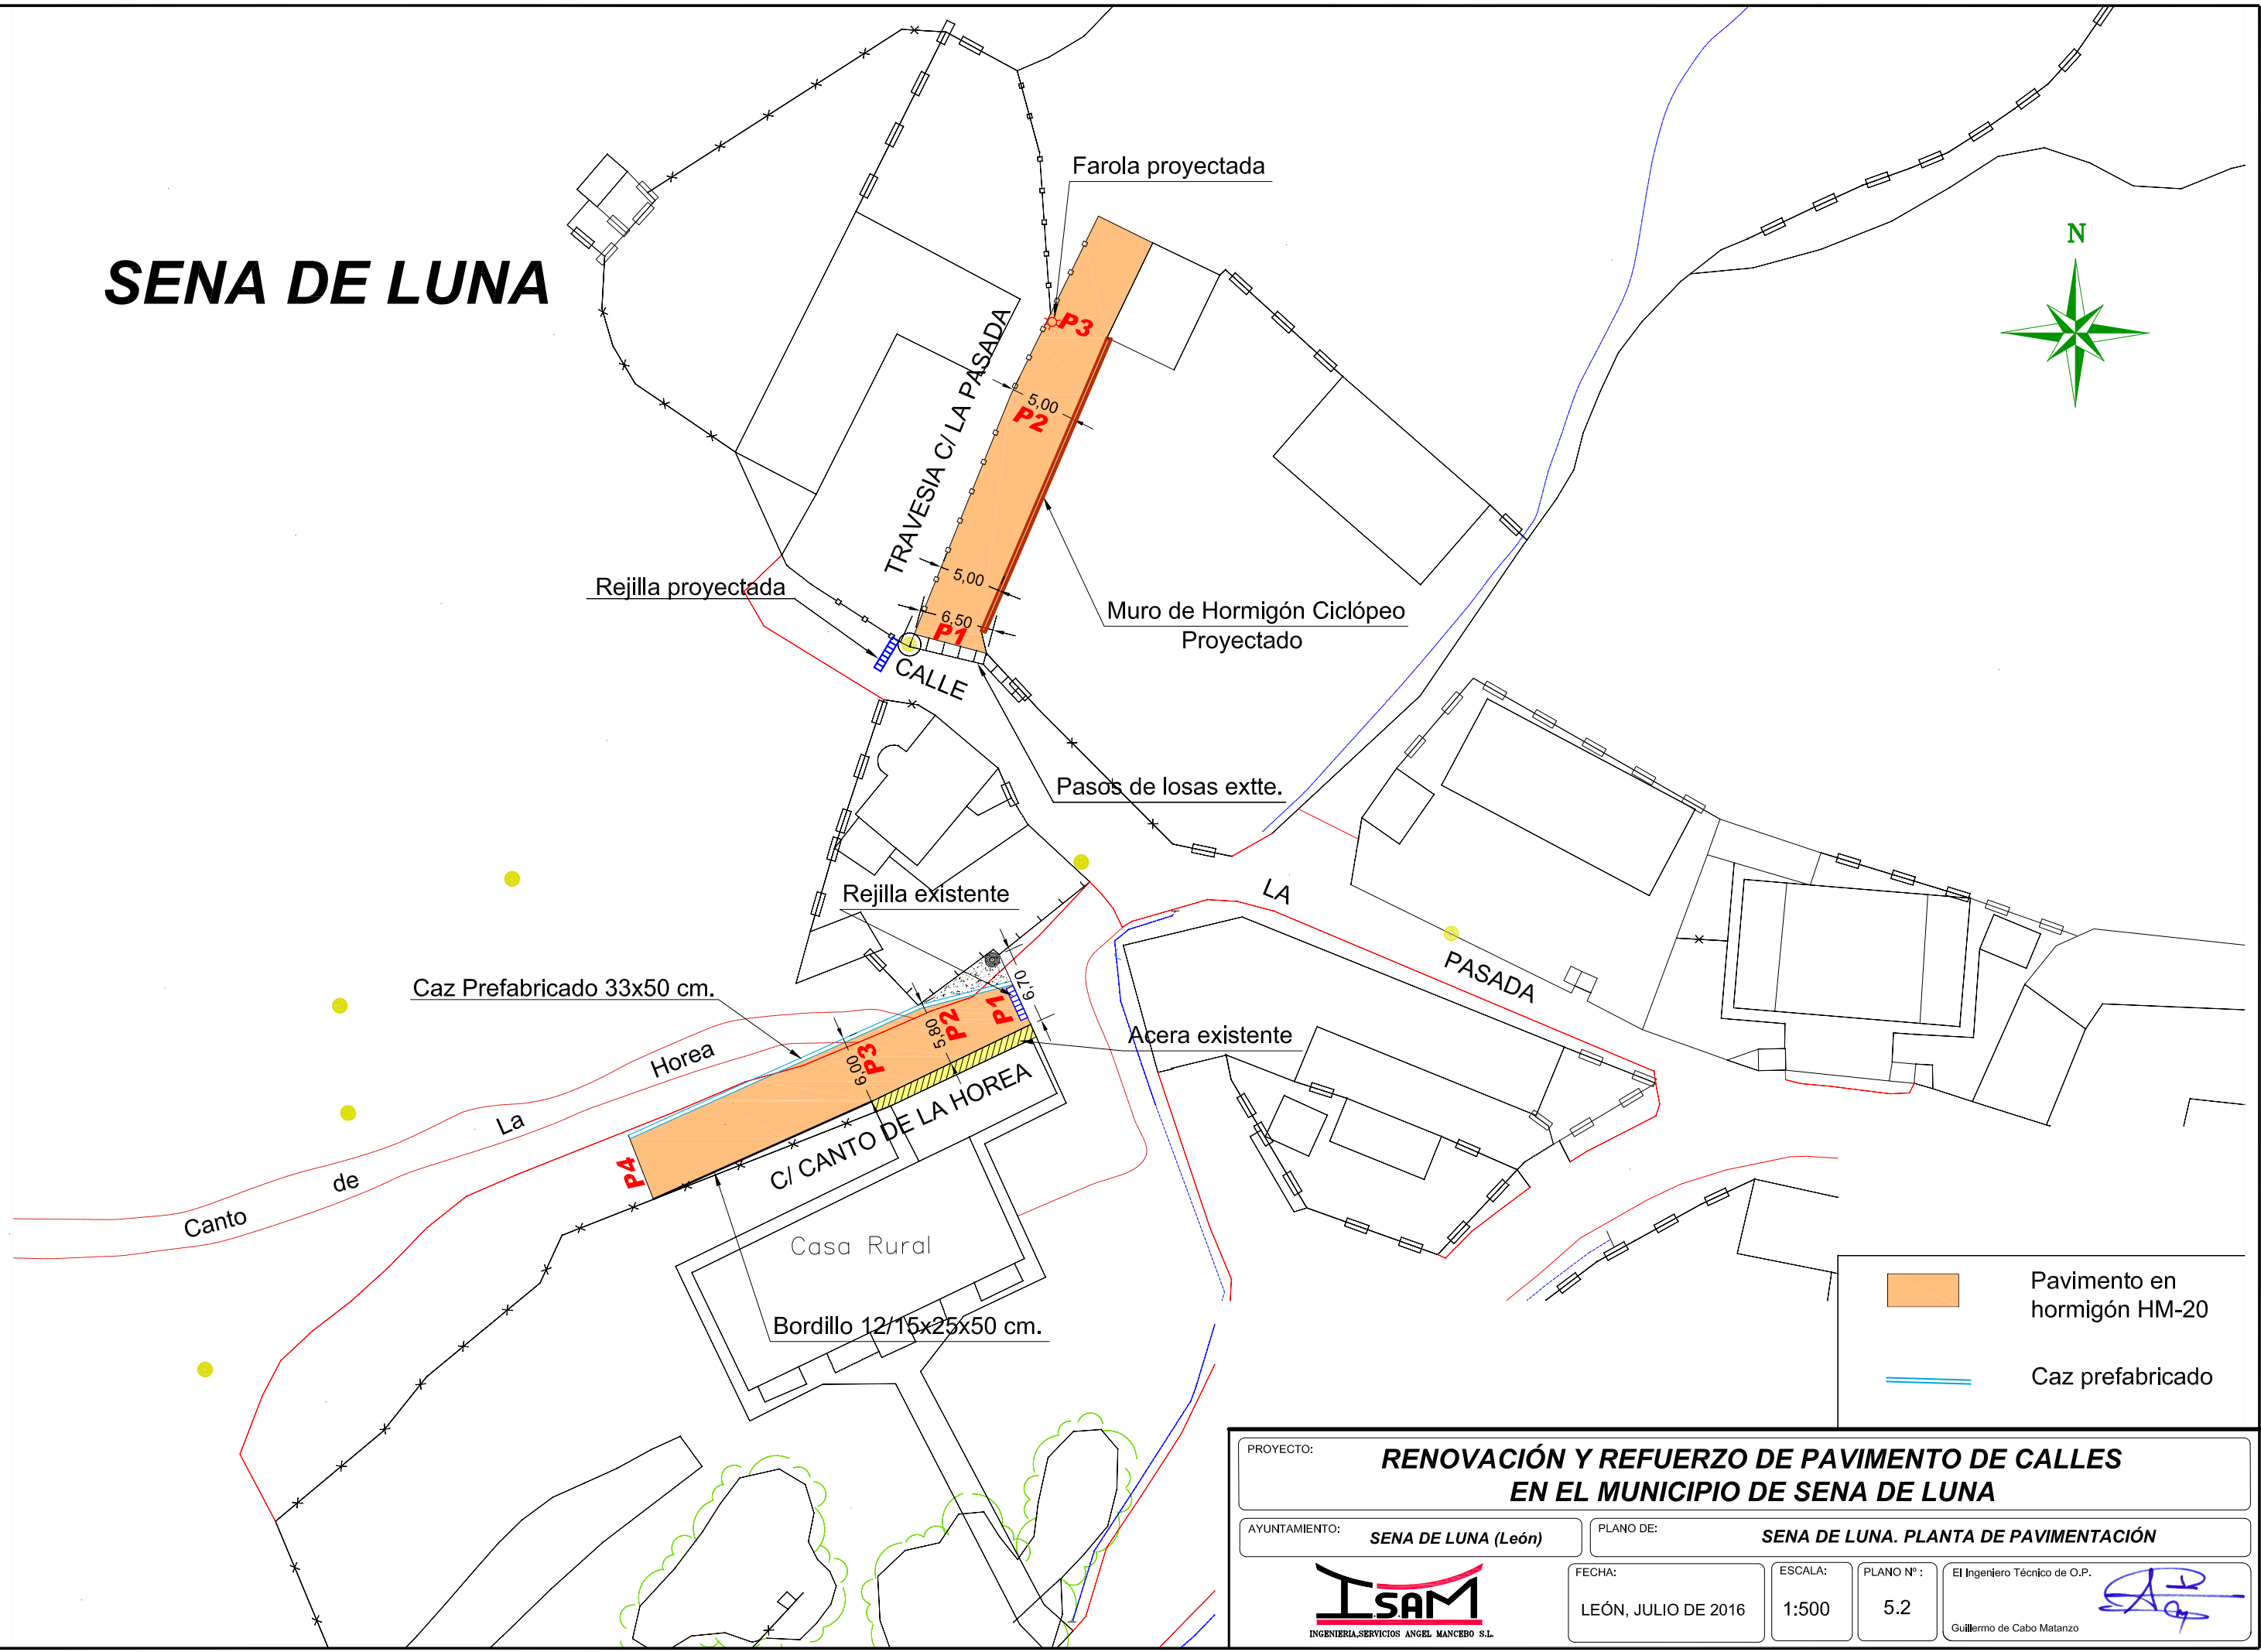 Farola proyectada
N
SENA DE LUNA
P3
TRAVESIA C/ LA PASADA
5,00
P2
5,00
Rejilla proyectada
6,50
P1
Muro de Hormigón Ciclópeo
Proyectado
CALLE
Pasos de losas extte.
Rejilla existente
LA
PASADA
Caz Prefabricado 33x50 cm.
6,70
P1
P2
5,80
Acera existente
P3
6,00
Horea
La
de
Canto
P4
C/ CANTO DE LA HOREA
Casa Rural
Bordillo 12/15x25x50 cm.
Pavimento en
hormigón HM-20
Caz prefabricado
PROYECTO:
RENOVACIÓN Y REFUERZO DE PAVIMENTO DE CALLES
EN EL MUNICIPIO DE SENA DE LUNA
AYUNTAMIENTO:
SENA DE LUNA (León)
PLANO DE:
SENA DE LUNA. PLANTA DE PAVIMENTACIÓN
I.SAM
INGENIERIA,SERVICIOS ANGEL MANCEBO S.L.
FECHA:
LEÓN, JULIO DE 2016
ESCALA:
1:500
PLANO Nº :
5.2
El Ingeniero Técnico de O.P.
Guillermo de Cabo Matanzo